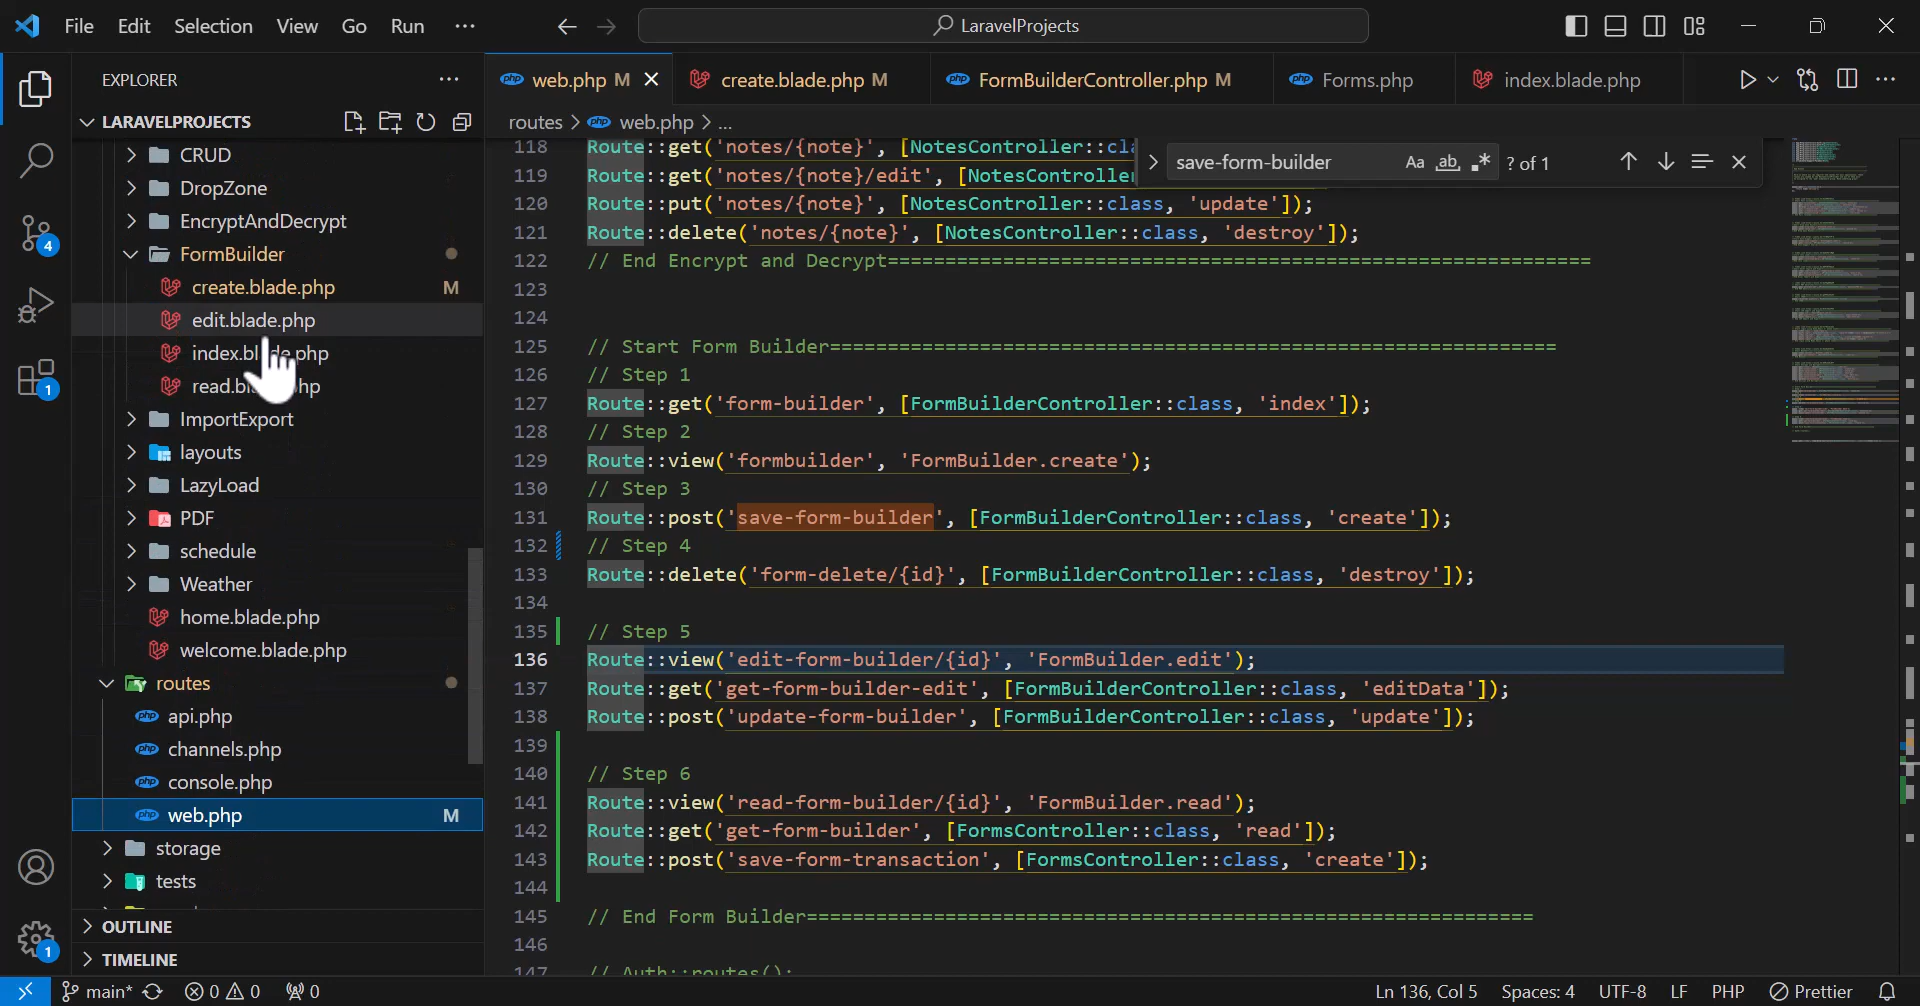 File Edit Selection View Go Run ···
LaravelProjects
EXPLORER
LARAVELPROJECTS
CRUD
DropZone
EncryptAndDecrypt
FormBuilder
create.blade.php M
edit.blade.php
ImportExport
layouts
LazyLoad
PDF
schedule
Weather
home.blade.php
welcome.blade.php
routes
api.php
channels.php
console.php
web.php M
storage
tests
OUTLINE
TIMELINE
4
1
1
web.php M create.blade.php M FormBuilderController.php M Forms.php index.blade.php
routes > web.php > ...
save-form-builder Aa ab .* ? of 1
118 Route::get('notes/{note}', [NotesController::cla
119 Route::get('notes/{note}/edit', [NotesController
120 Route::put('notes/{note}', [NotesController::class, 'update']);
121 Route::delete('notes/{note}', [NotesController::class, 'destroy']);
122 // End Encrypt and Decrypt=============================================================
123
124
125 // Start Form Builder===============================================================
126 // Step 1
127 Route::get('form-builder', [FormBuilderController::class, 'index']);
128 // Step 2
129 Route::view('formbuilder', 'FormBuilder.create');
130 // Step 3
131 Route::post('save-form-builder', [FormBuilderController::class, 'create']);
132 // Step 4
133 Route::delete('form-delete/{id}', [FormBuilderController::class, 'destroy']);
134
135 // Step 5
136 Route::view('edit-form-builder/{id}', 'FormBuilder.edit');
137 Route::get('get-form-builder-edit', [FormBuilderController::class, 'editData']);
138 Route::post('update-form-builder', [FormBuilderController::class, 'update']);
139
140 // Step 6
141 Route::view('read-form-builder/{id}', 'FormBuilder.read');
142 Route::get('get-form-builder', [FormsController::class, 'read']);
143 Route::post('save-form-transaction', [FormsController::class, 'create']);
144
145 // End Form Builder===============================================================
146
147 // Auth::routes();
main* 0 0 0 Ln 136, Col 5 Spaces: 4 UTF-8 LF PHP Prettier